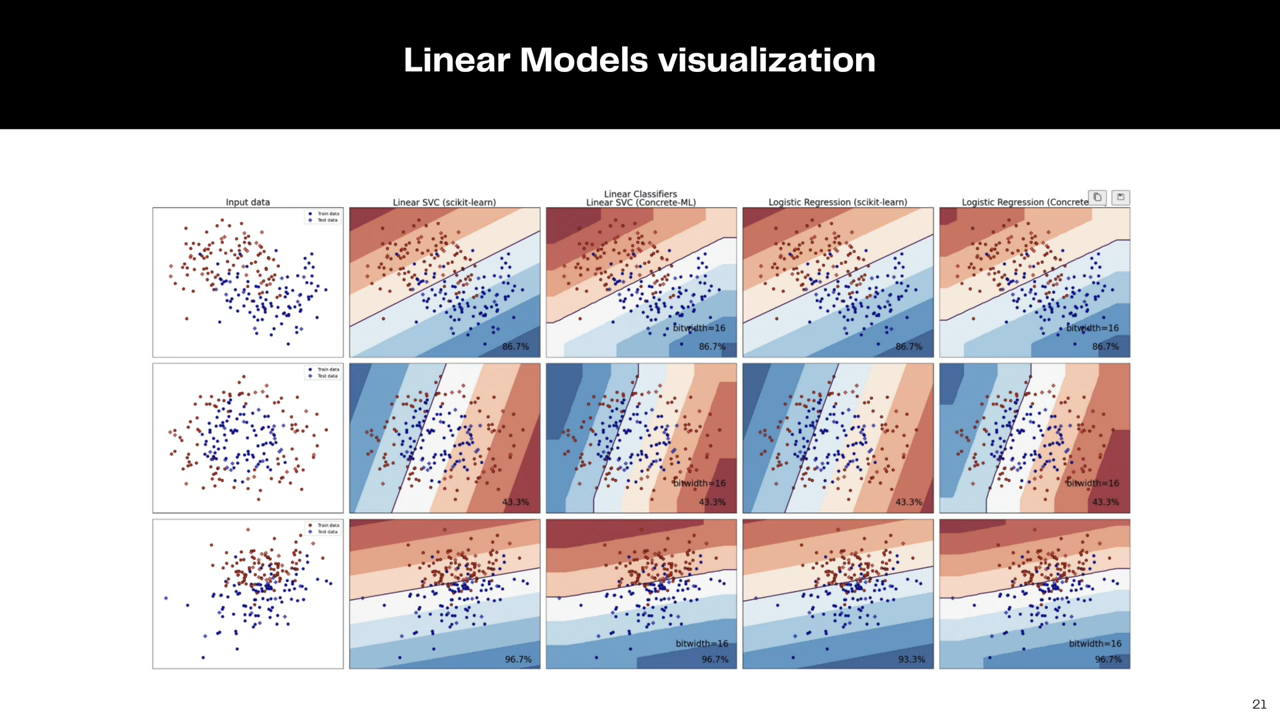 Linear Models visualization
Linear Classifiers
Input data
Linear SVC (scikit-learn)
Linear SVC (Concrete-ML)
Logistic Regression (scikit-learn)
Logistic Regression (Concrete
Train data
Test data
86.7%
bitwidth=16
86.7%
86.7%
bitwidth=16
86.7%
Train data
Test data
43.3%
bitwidth=16
43.3%
43.3%
bitwidth=16
43.3%
Train data
Test data
96.7%
bitwidth=16
96.7%
93.3%
bitwidth=16
96.7%
21